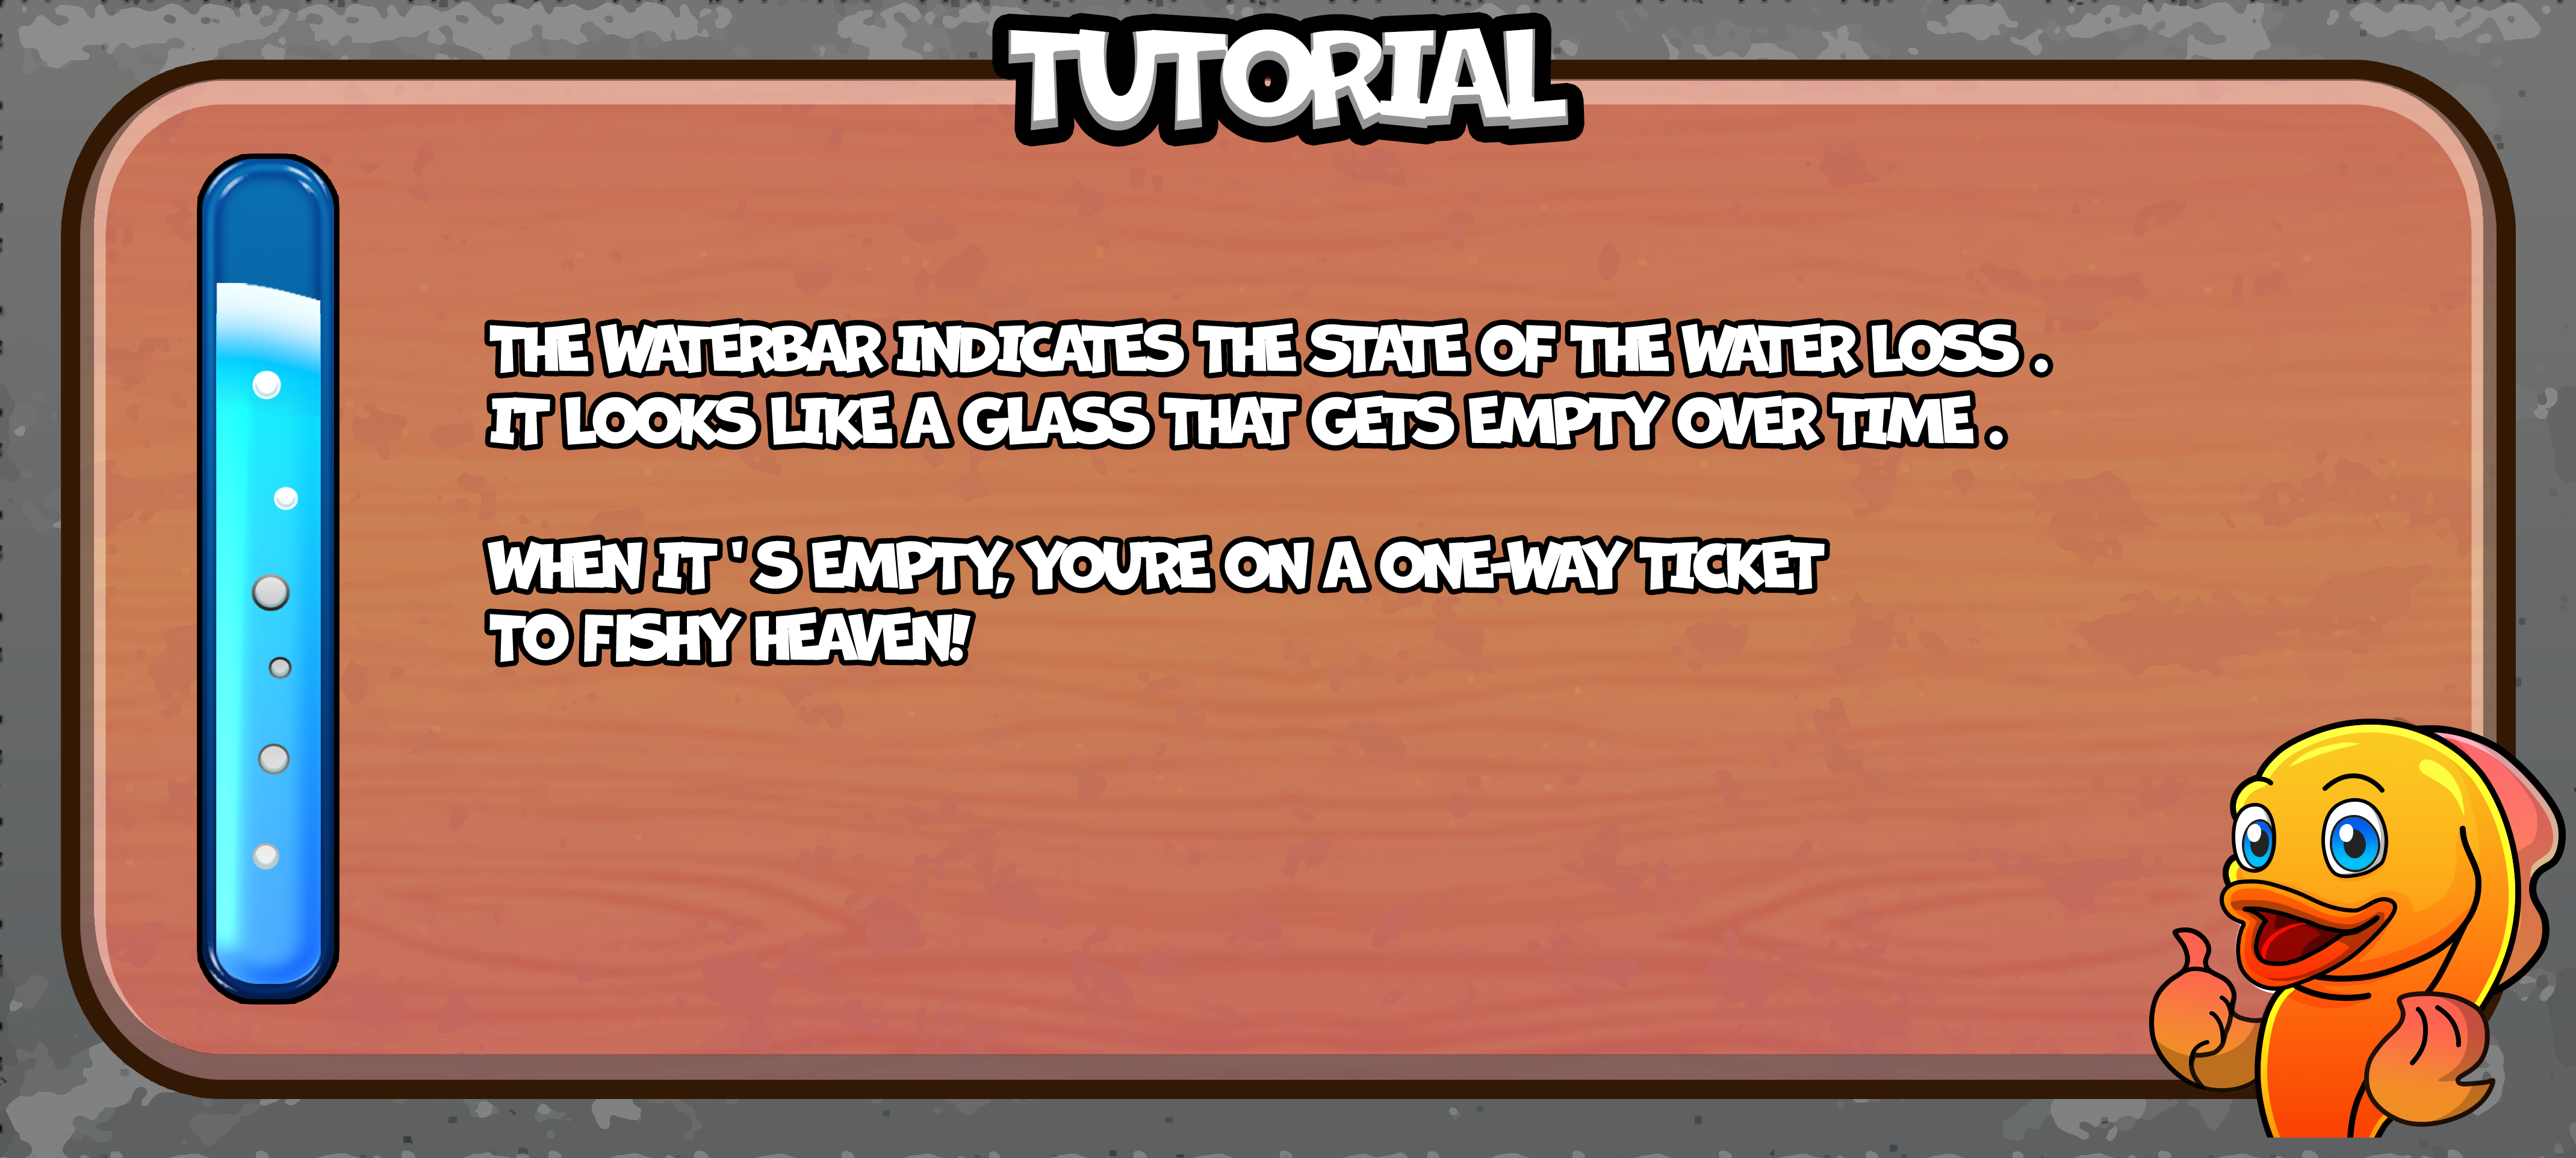 TUTORIAL
THE WATERBAR INDICATES THE STATE OF THE WATER LOSS .
IT LOOKS LIKE A GLASS THAT GETS EMPTY OVER TIME .
WHEN IT ' S EMPTY, YOURE ON A ONE-WAY TICKET
TO FISHY HEAVEN!